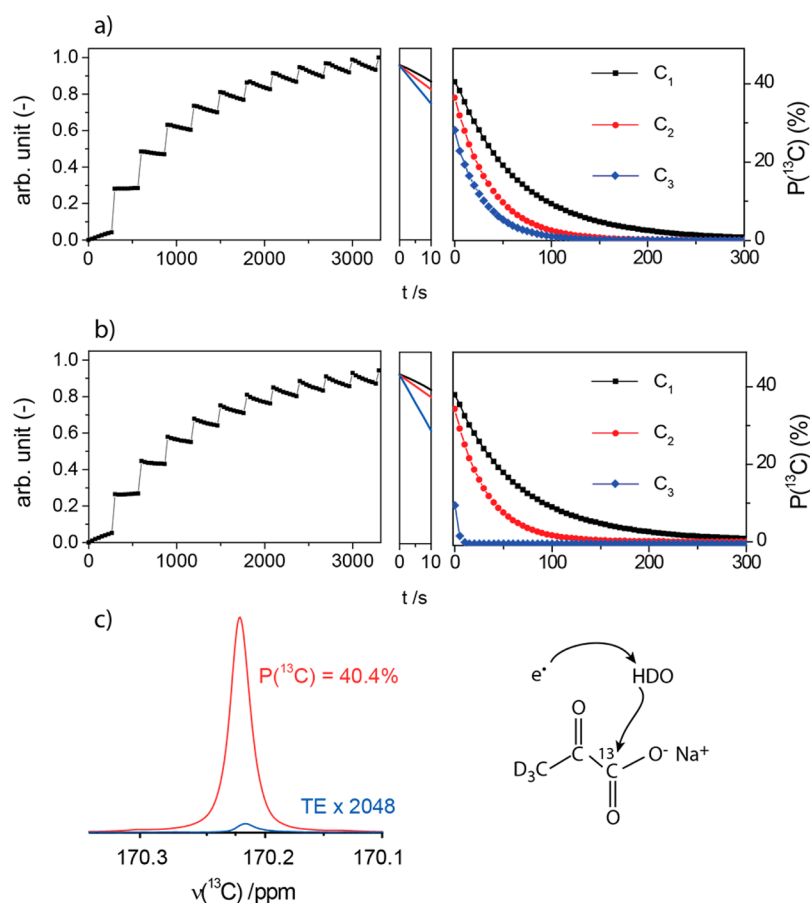 a)
arb. unit (-)
1.0
0.8
0.6
0.4
0.2
0.0
0 1000 2000 3000
0 10
C₁
C₂
C₃
40
20
0
P(¹³C) (%)
0 100 200 300
t /s
b)
arb. unit (-)
1.0
0.8
0.6
0.4
0.2
0.0
0 1000 2000 3000
0 10
C₁
C₂
C₃
40
20
0
P(¹³C) (%)
0 100 200 300
t /s
c)
P(¹³C) = 40.4%
TE x 2048
170.3 170.2 170.1
ν(¹³C) /ppm
e• HDO
O
D₃C C ¹³C O⁻ Na⁺
O